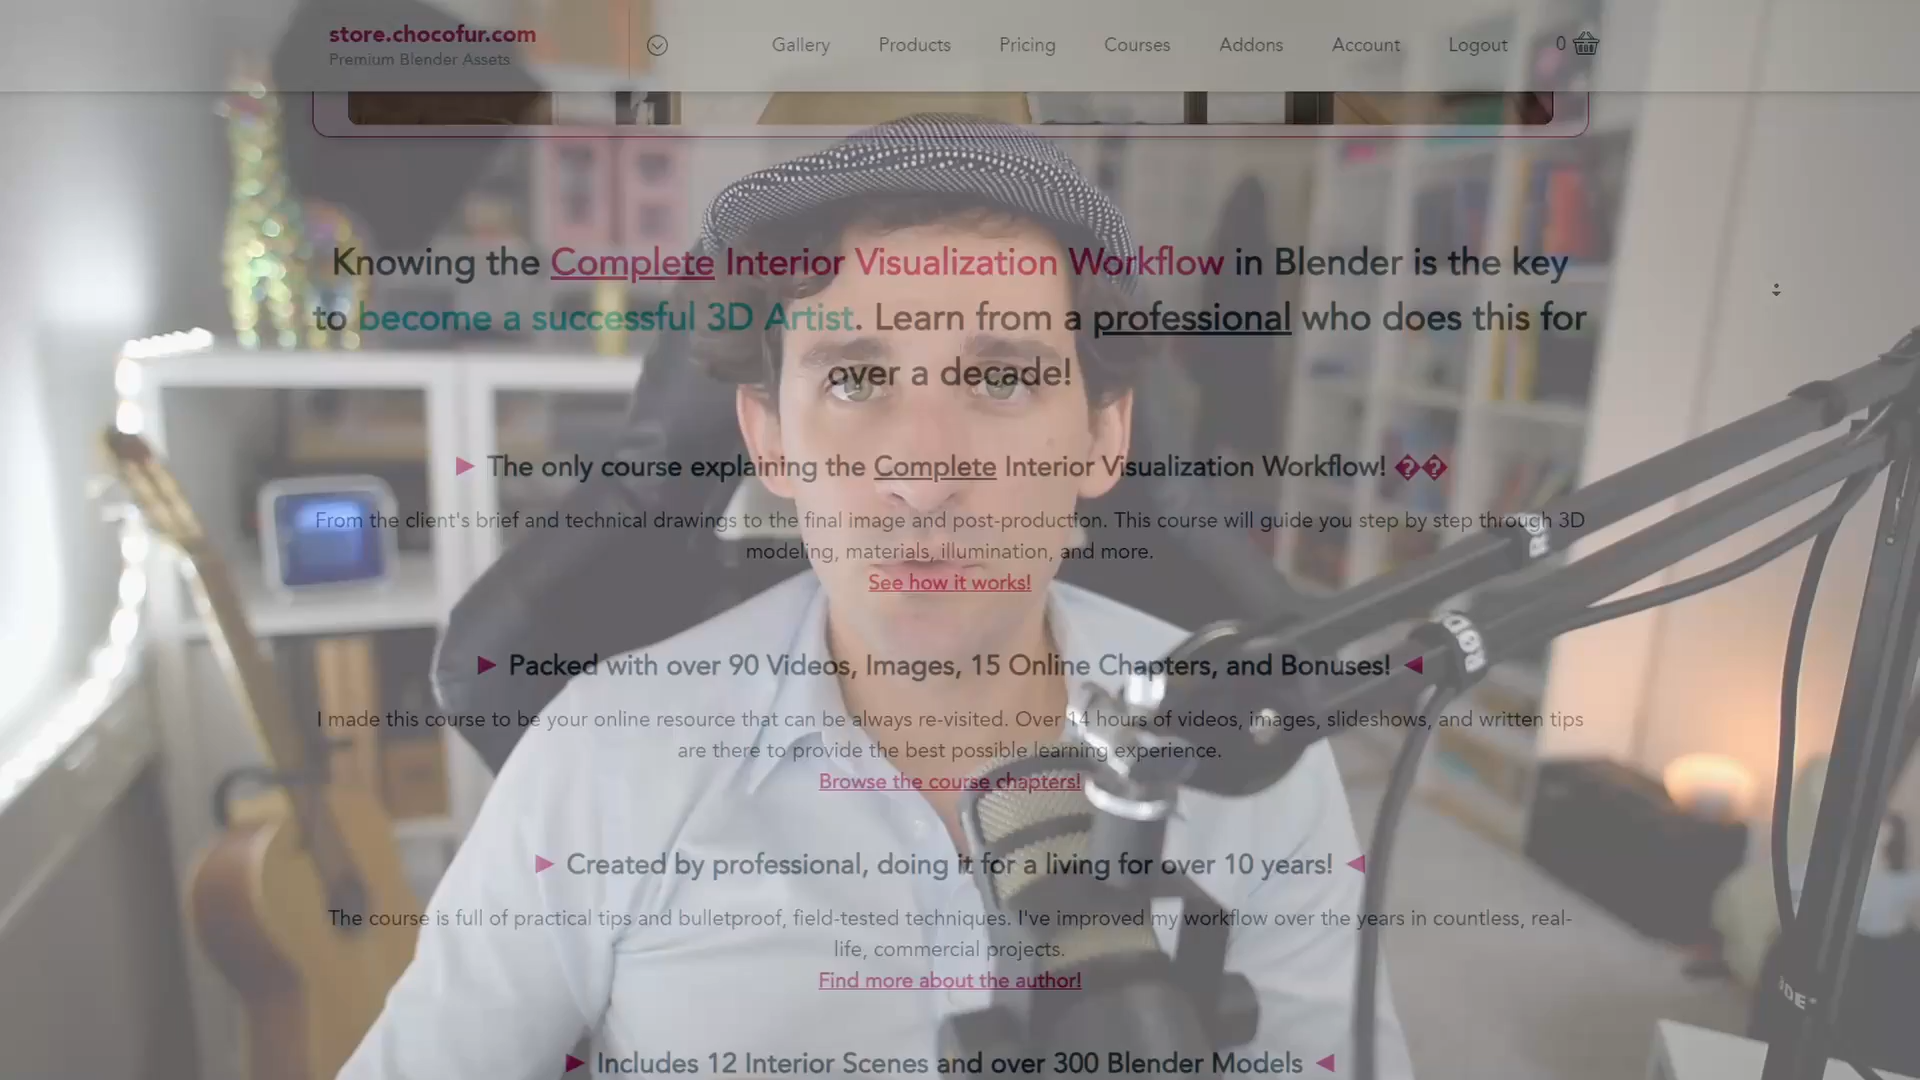 store.chocofur.com
Premium Blender Assets
Gallery Products Pricing Courses Addons Account Logout 0
Knowing the Complete Interior Visualization Workflow in Blender is the key
to become a successful 3D Artist. Learn from a professional who does this for
over a decade!
► The only course explaining the Complete Interior Visualization Workflow! ��
From the client's brief and technical drawings to the final image and post-production. This course will guide you step by step through 3D
modeling, materials, illumination, and more.
See how it works!
► Packed with over 90 Videos, Images, 15 Online Chapters, and Bonuses! ◄
I made this course to be your online resource that can be always re-visited. Over 14 hours of videos, images, slideshows, and written tips
are there to provide the best possible learning experience.
Browse the course chapters!
► Created by professional, doing it for a living for over 10 years! ◄
The course is full of practical tips and bulletproof, field-tested techniques. I've improved my workflow over the years in countless, real-
life, commercial projects.
Find more about the author!
► Includes 12 Interior Scenes and over 300 Blender Models ◄